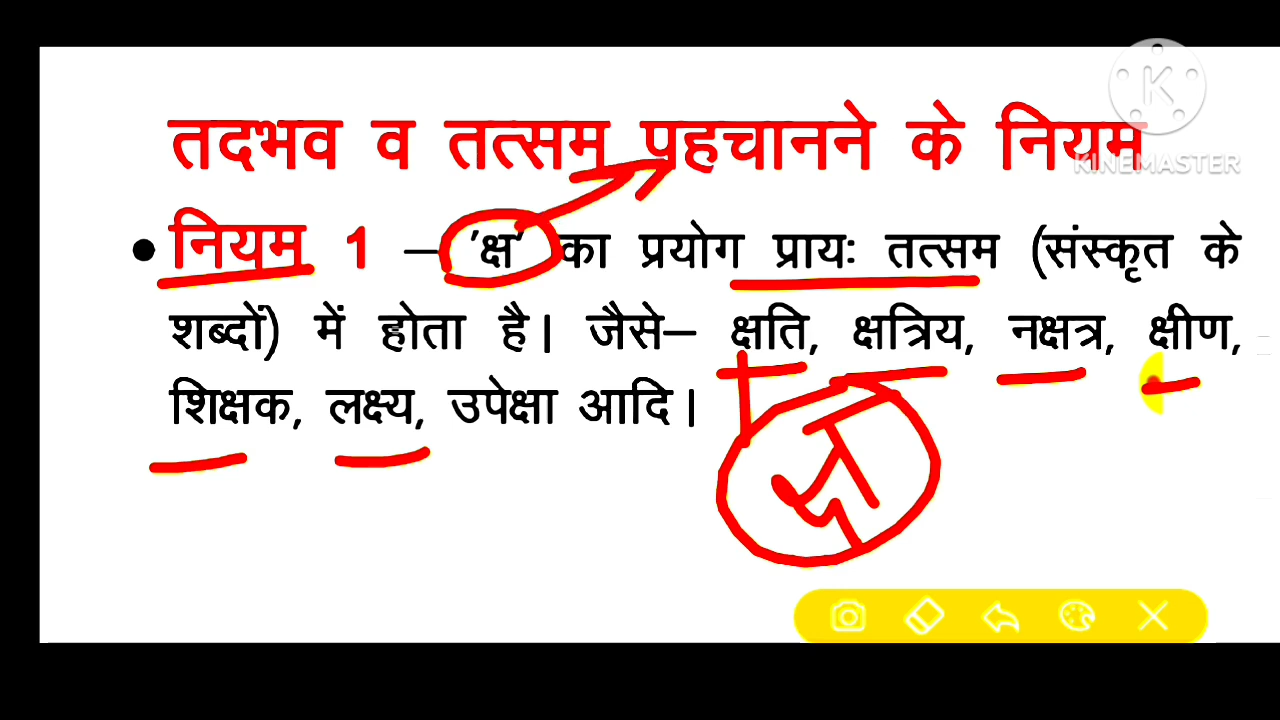 तदभव व तत्सम पहचानने के नियम
KINEMASTER
• नियम 1 – 'क्ष' का प्रयोग प्रायः तत्सम (संस्कृत के
शब्दों) में होता है। जैसे– क्षति, क्षत्रिय, नक्षत्र, क्षीण,
शिक्षक, लक्ष्य, उपेक्षा आदि।